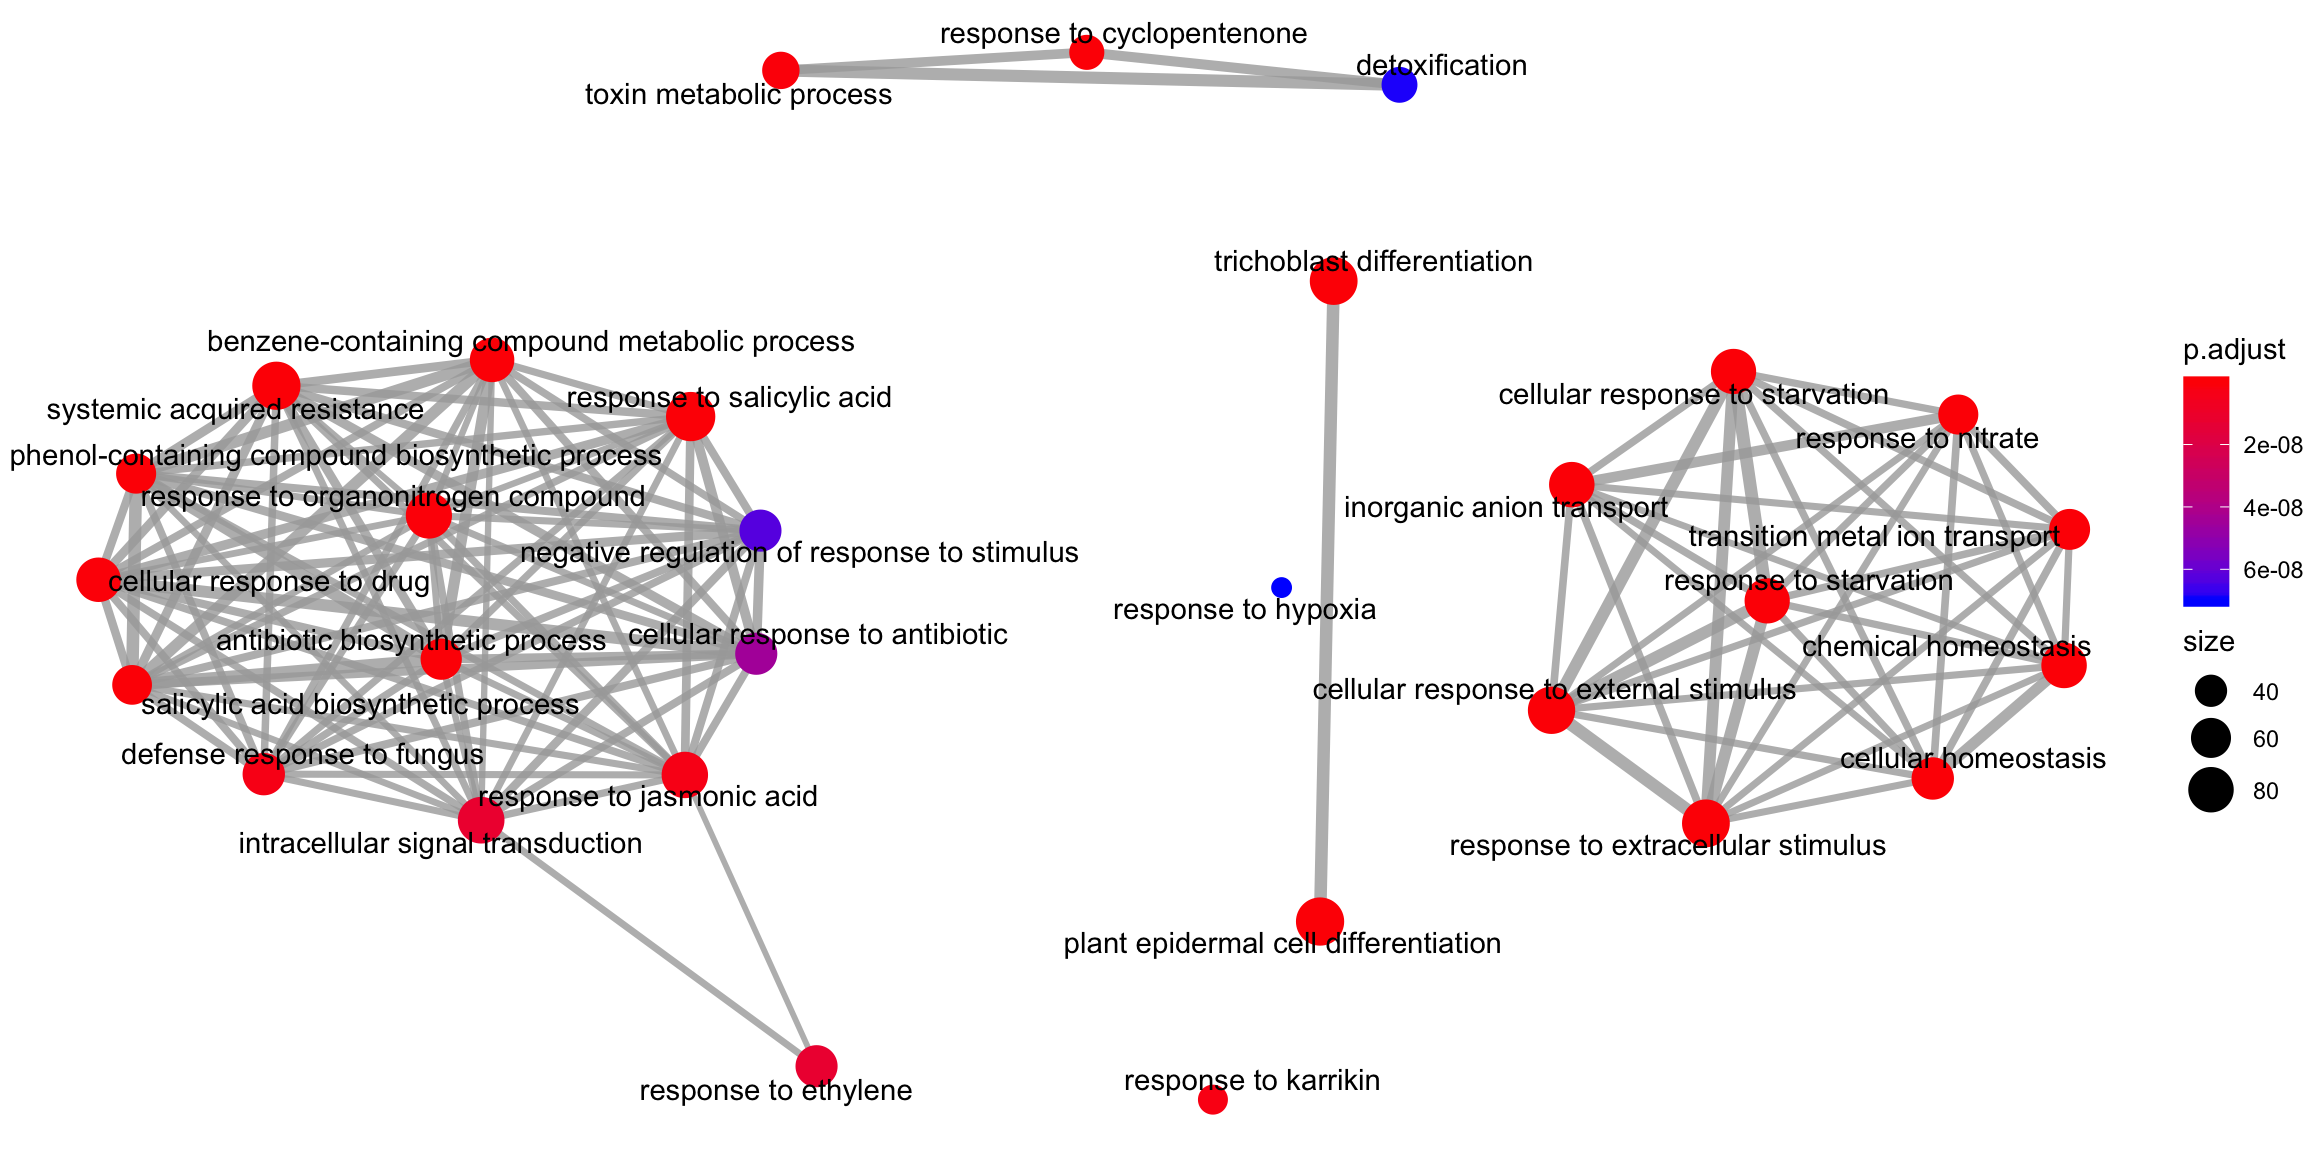 response to cyclopentenone
detoxification
toxin metabolic process
trichoblast differentiation
benzene-containing compound metabolic process
systemic acquired resistance
response to salicylic acid
phenol-containing compound biosynthetic process
response to organonitrogen compound
negative regulation of response to stimulus
cellular response to drug
antibiotic biosynthetic process
cellular response to antibiotic
salicylic acid biosynthetic process
defense response to fungus
response to jasmonic acid
intracellular signal transduction
response to ethylene
response to hypoxia
plant epidermal cell differentiation
response to karrikin
cellular response to starvation
response to nitrate
inorganic anion transport
transition metal ion transport
response to starvation
chemical homeostasis
cellular response to external stimulus
cellular homeostasis
response to extracellular stimulus
p.adjust
2e-08
4e-08
6e-08
size
40
60
80